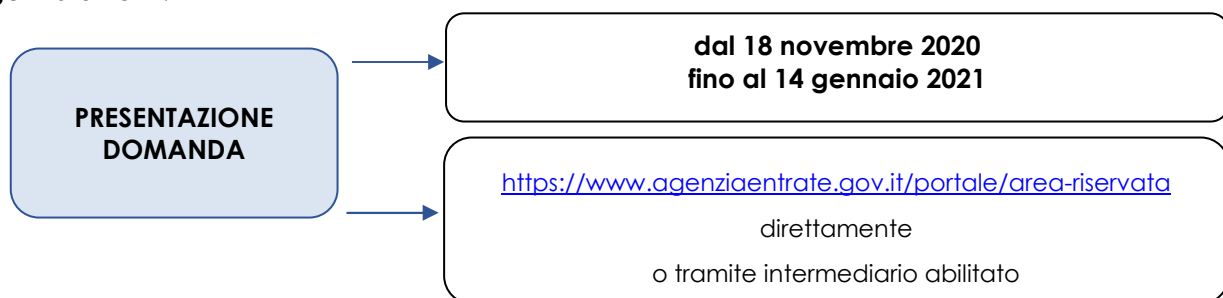 PRESENTAZIONE
DOMANDA
dal 18 novembre 2020
fino al 14 gennaio 2021
https://www.agenziaentrate.gov.it/portale/area-riservata
direttamente
o tramite intermediario abilitato